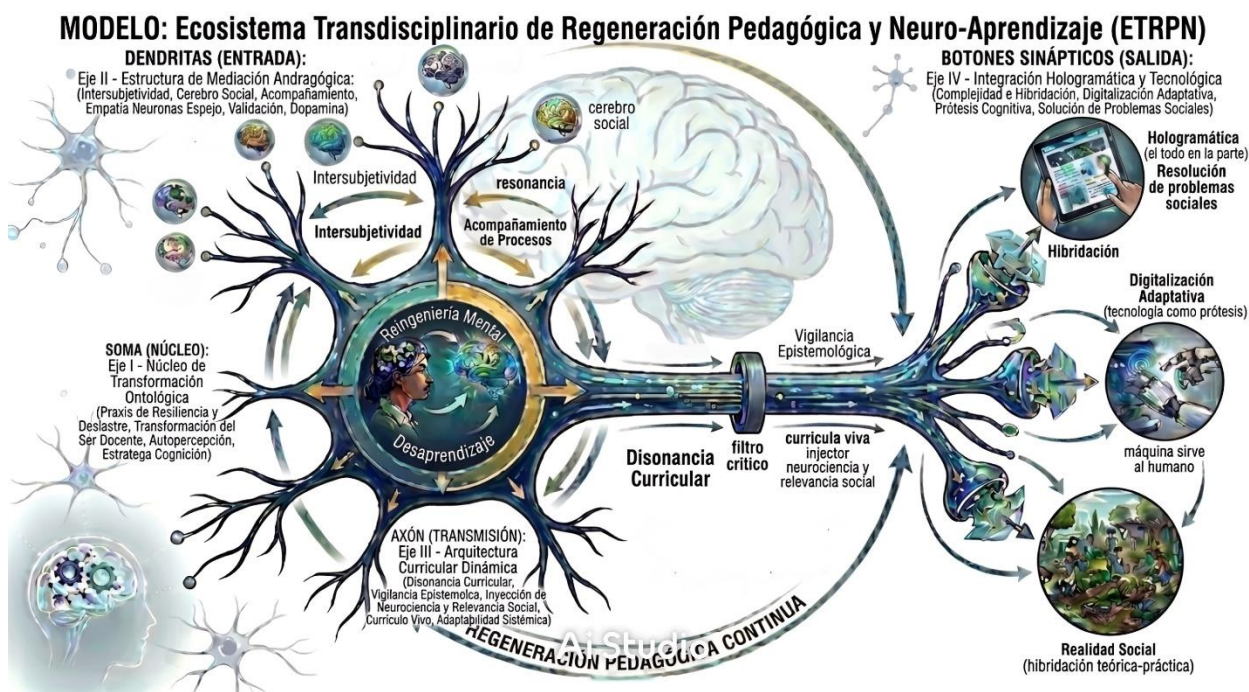 MODELO: Ecosistema Transdisciplinario de Regeneración Pedagógica y Neuro-Aprendizaje (ETRPN)
DENDRITAS (ENTRADA):
Eje II - Estructura de Mediación Andragógica:
(Intersubjetividad, Cerebro Social, Acompañamiento,
Empatía Neuronas Espejo, Validación, Dopamina)
BOTONES SINÁPTICOS (SALIDA):
Eje IV - Integración Hologramática y Tecnológica
(Complejidad e Hibridación, Digitalización Adaptativa,
Prótesis Cognitiva, Solución de Problemas Sociales)
cerebro
social
Intersubjetividad
resonancia
Intersubjetividad
Acompañamiento
de Procesos
Hologramática
(el todo en la parte)
Resolución
de problemas
sociales
Hibridación
Digitalización
Adaptativa
(tecnología como prótesis)
máquina sirve
al humano
Realidad Social
(hibridación teórica-práctica)
SOMA (NÚCLEO):
Eje I - Núcleo de
Transformación
Ontológica
(Praxis de Resiliencia y
Deslastre, Transformación del
Ser Docente, Autopercepción,
Estratega Cognición)
Reingeniería Mental
Desaprendizaje
Vigilancia
Epistemológica
Disonancia
Curricular
filtro
critico
curricula viva
injector
neurociencia y
relevancia social
AXÓN (TRANSMISIÓN):
Eje III - Arquitectura
Curricular Dinámica
(Disonancia Curricular,
Vigilancia Epistemolca, Inyección de
Neurociencia y Relevancia Social,
Currículo Vivo, Adaptabilidad Sistémica)
REGENERACIÓN PEDAGÓGICA CONTINUA
Ai Studio